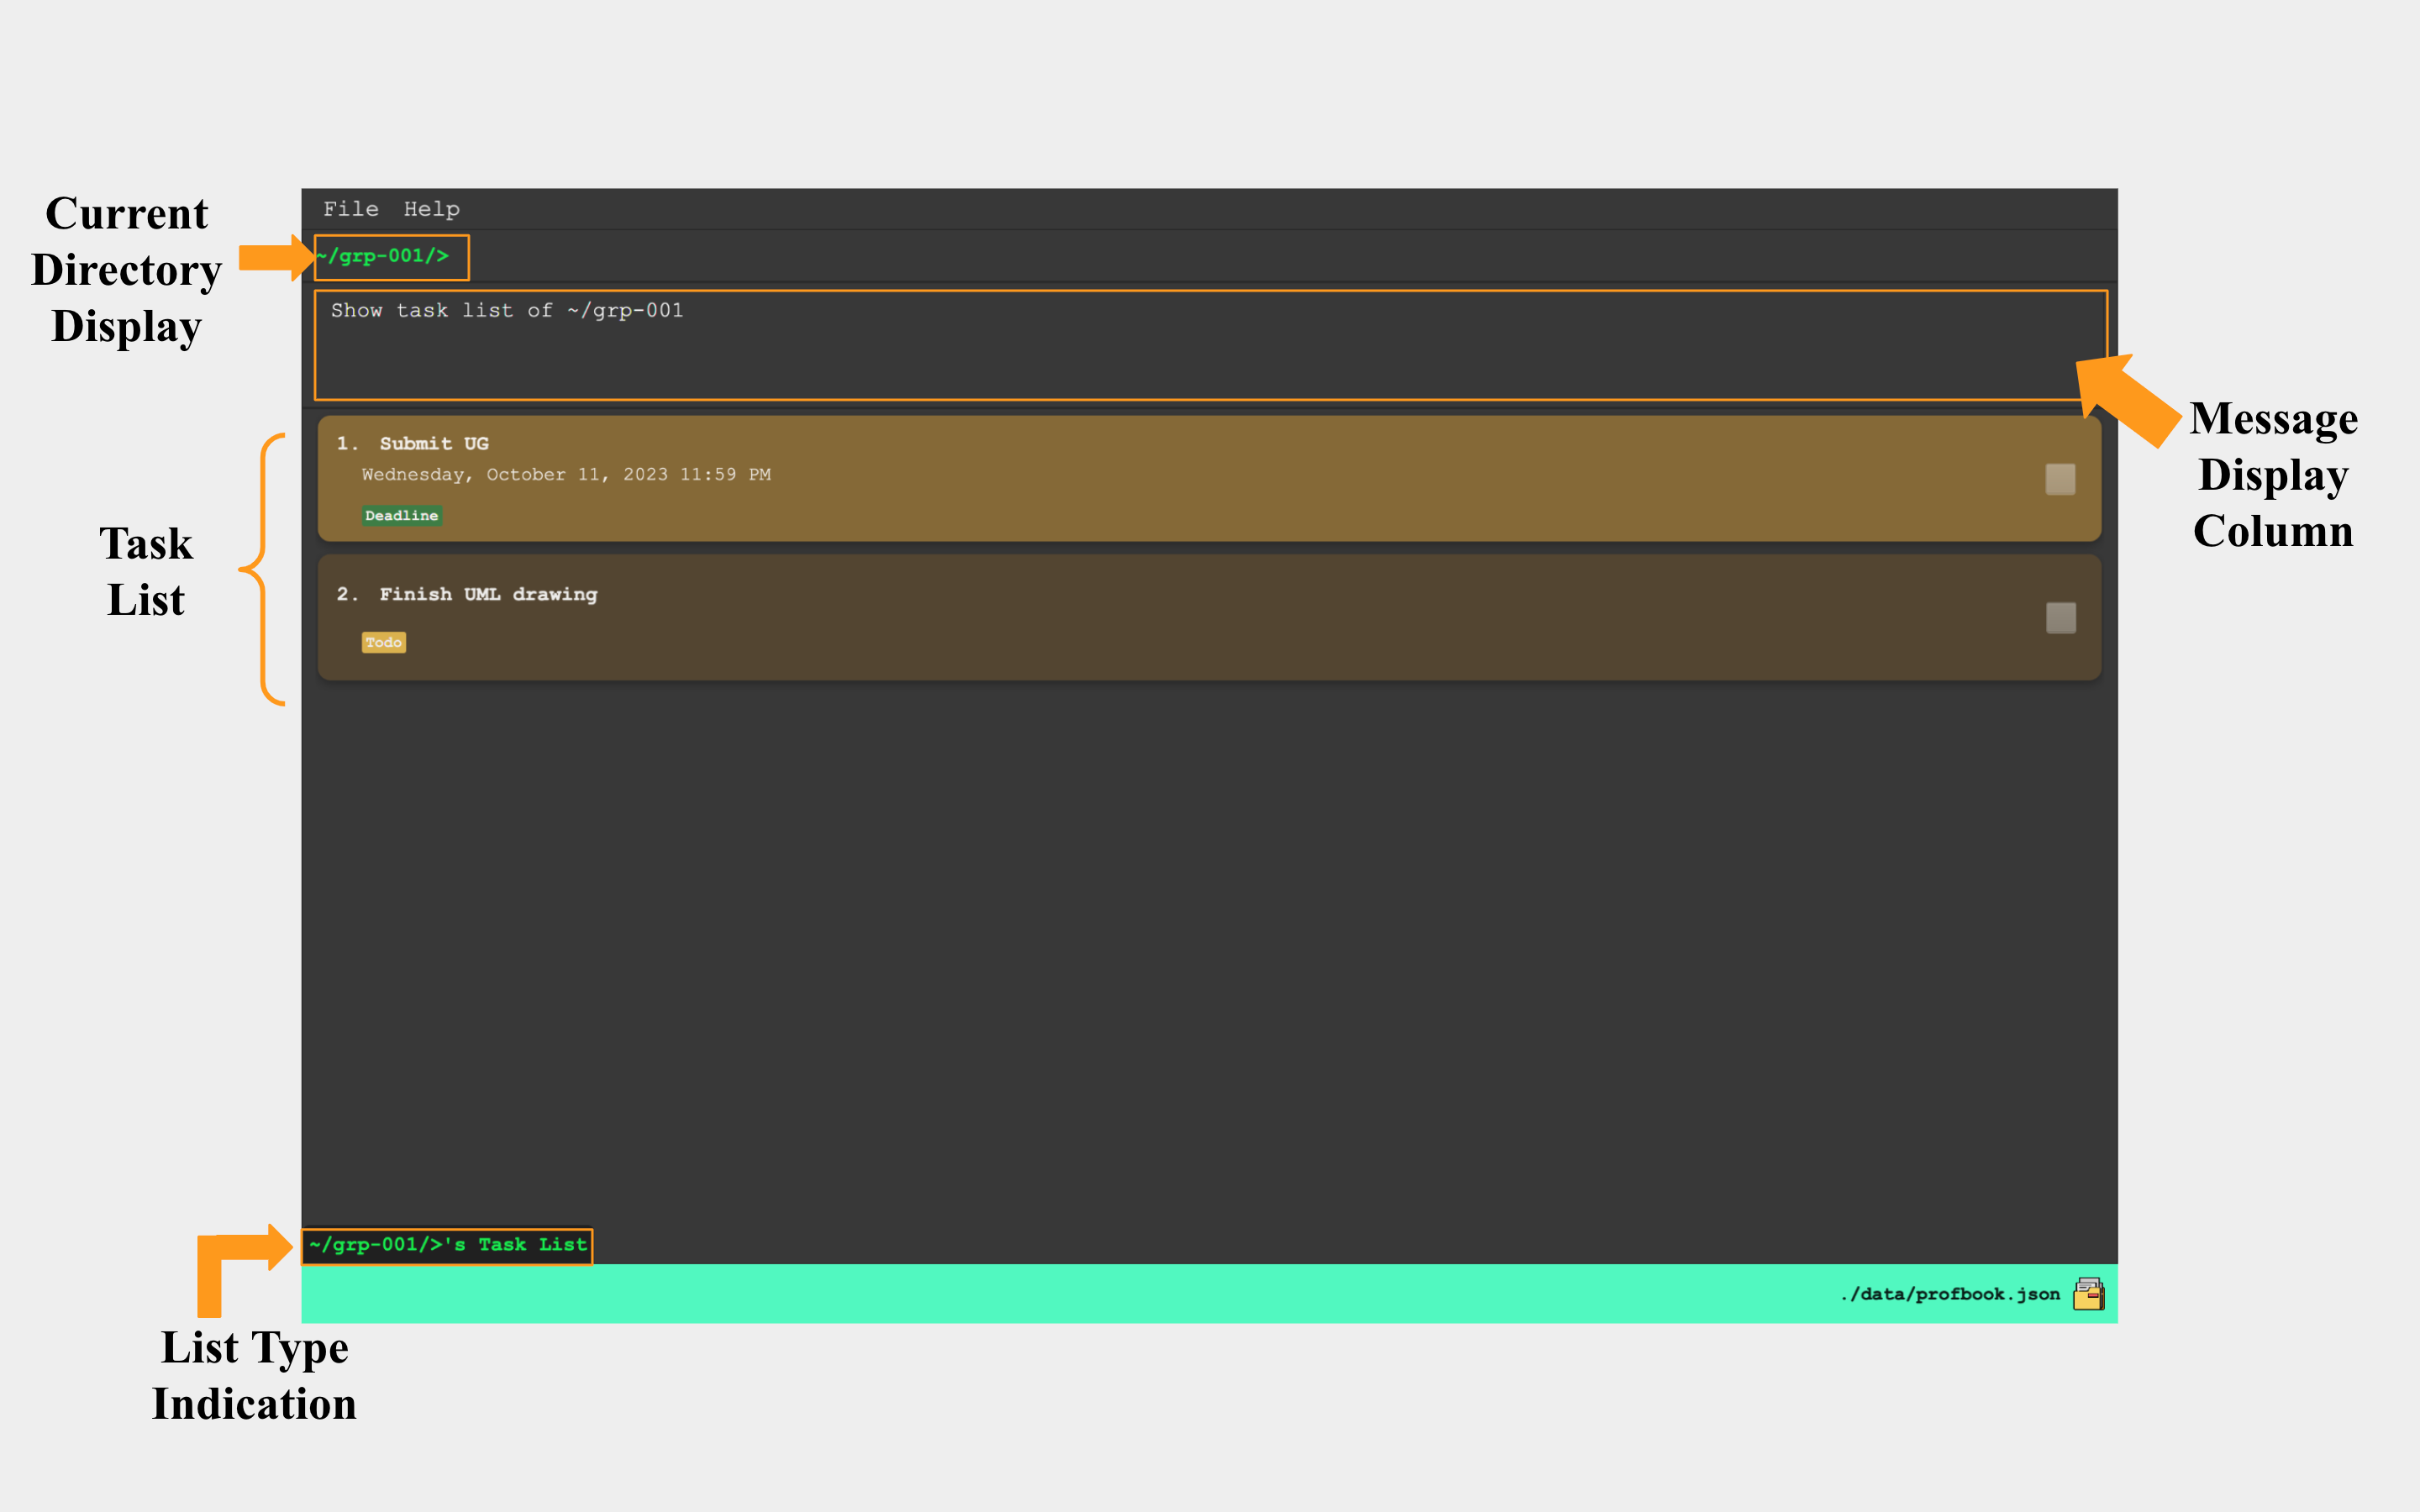 Current
Directory
Display
File Help
~/grp-001/>
Show task list of ~/grp-001
Message
Display
Column
Task
List
1. Submit UG
Wednesday, October 11, 2023 11:59 PM
Deadline
2. Finish UML drawing
Todo
~/grp-001/>'s Task List
./data/profbook.json
List Type
Indication